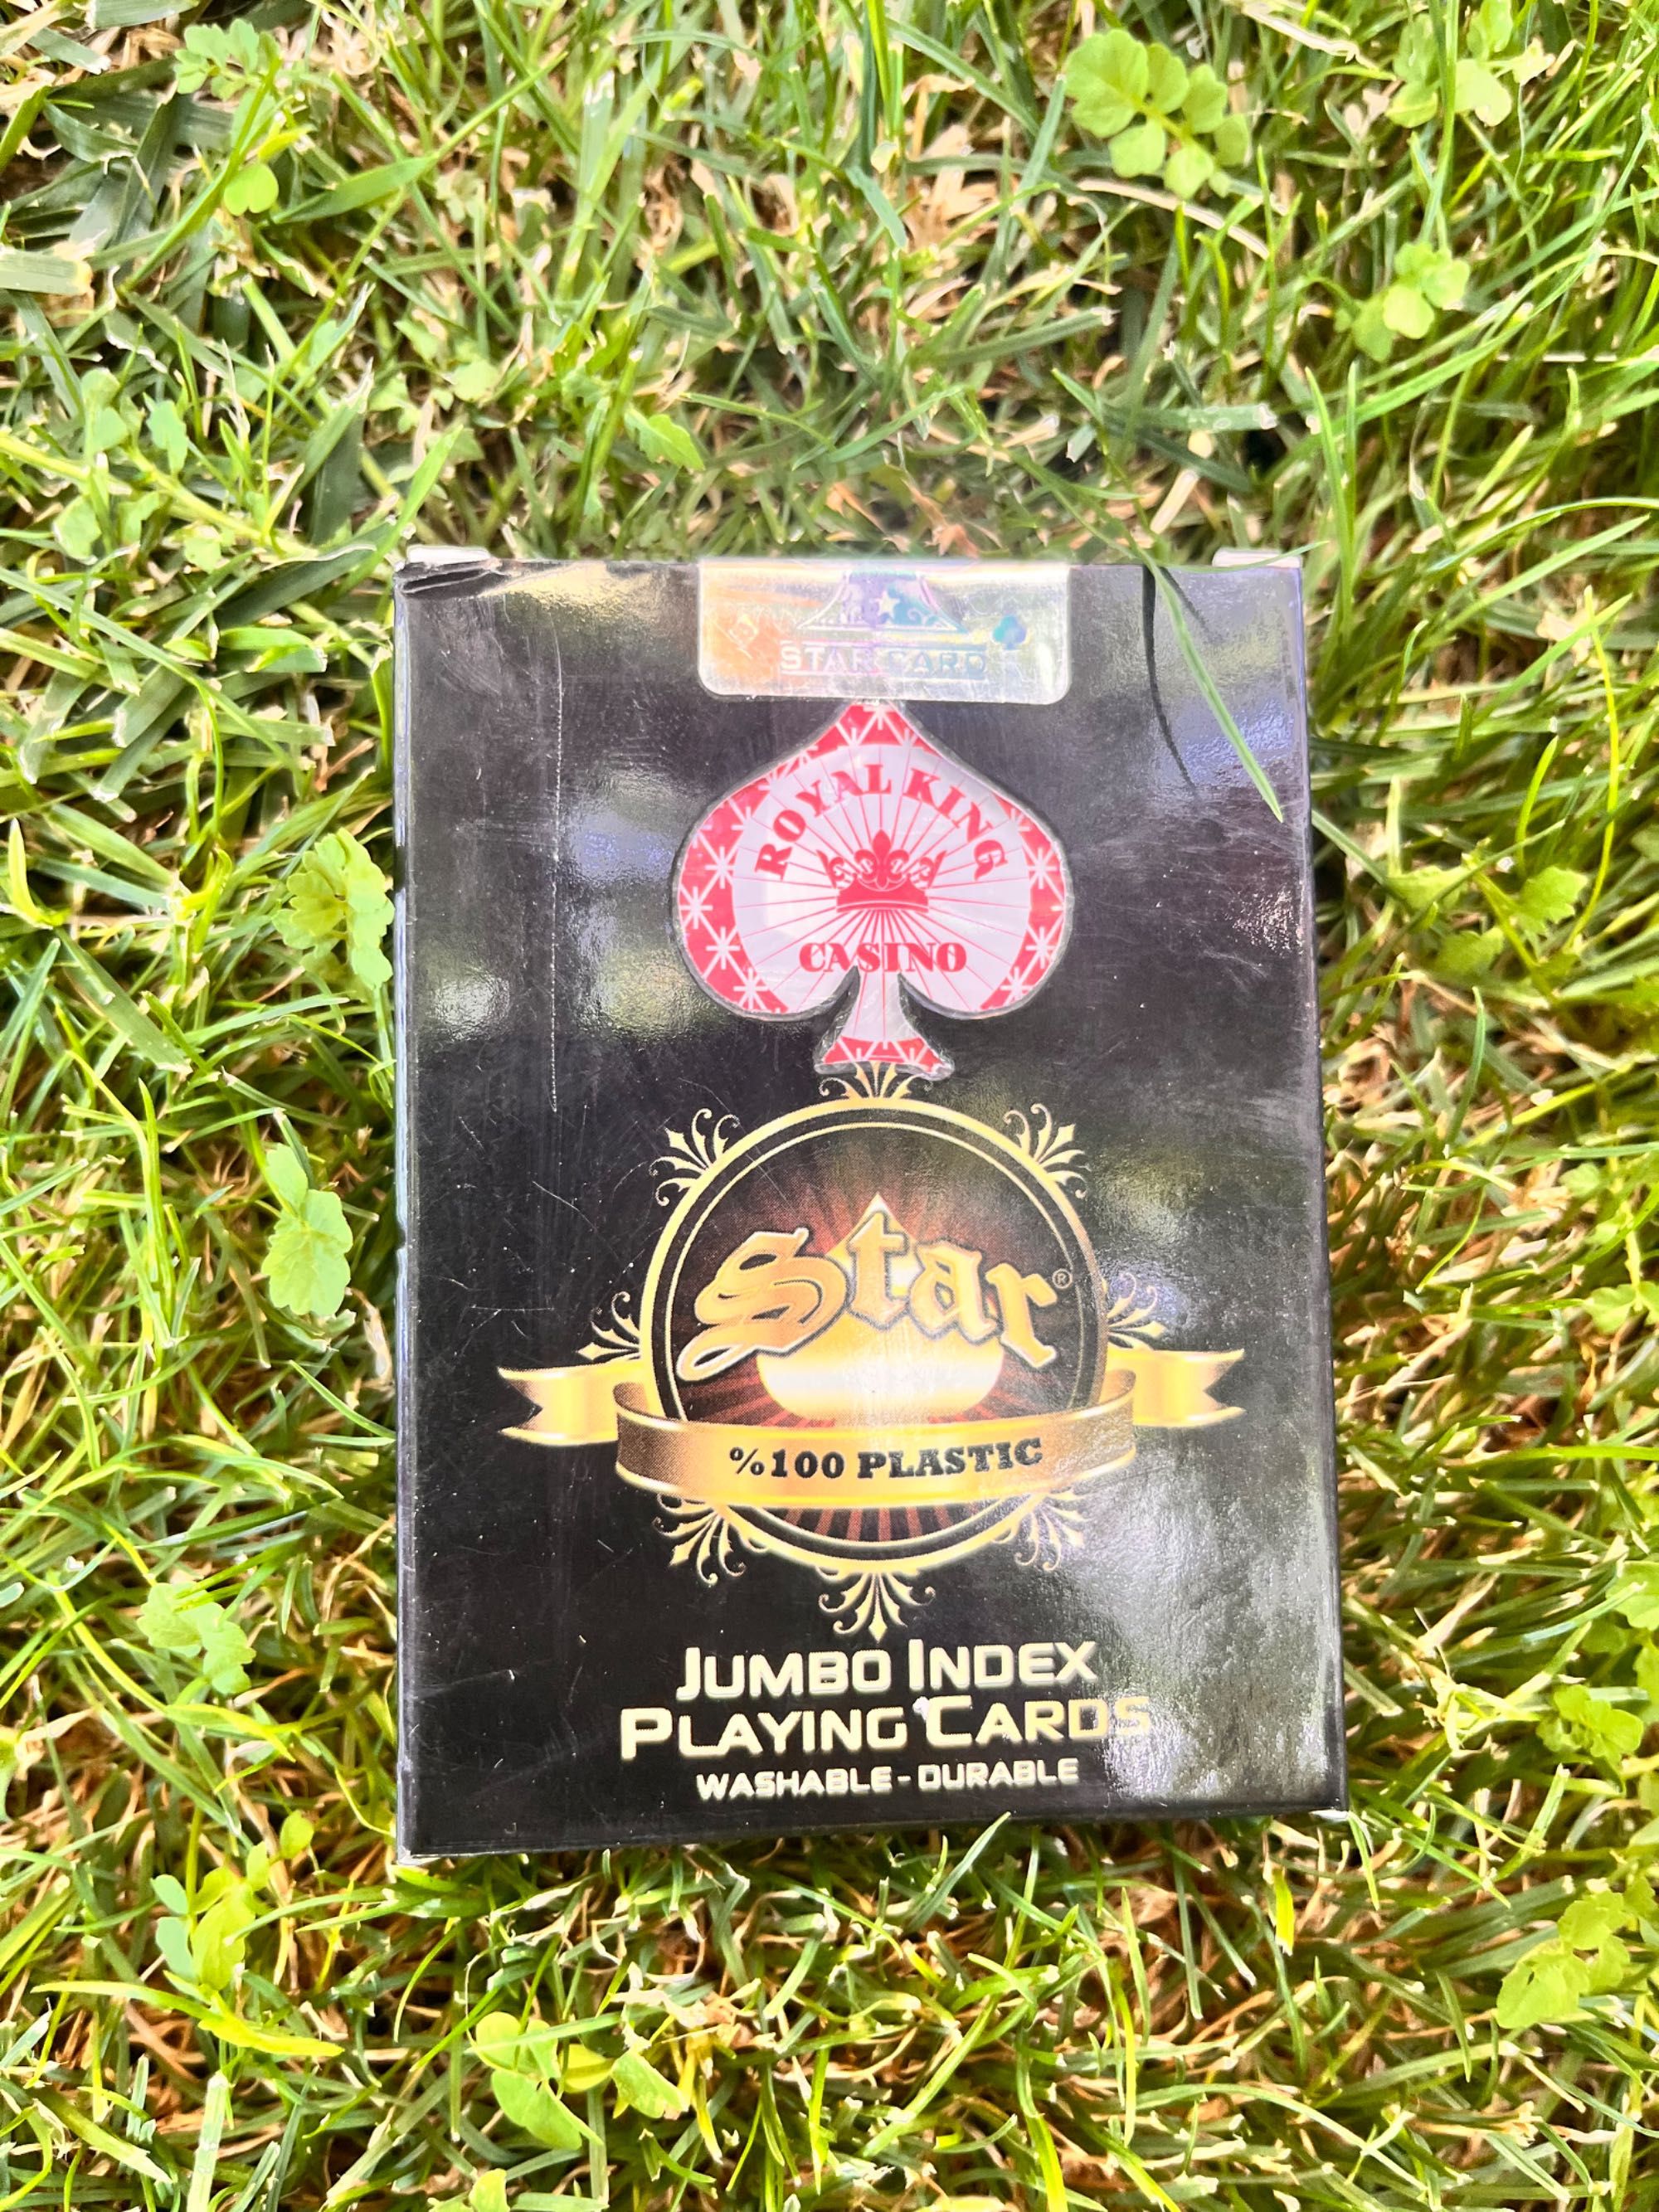 STAR CARD
ROYAL KING
CASINO
Star®
%100 PLASTIC
JUMBO INDEX
PLAYING CARDS
WASHABLE - DURABLE